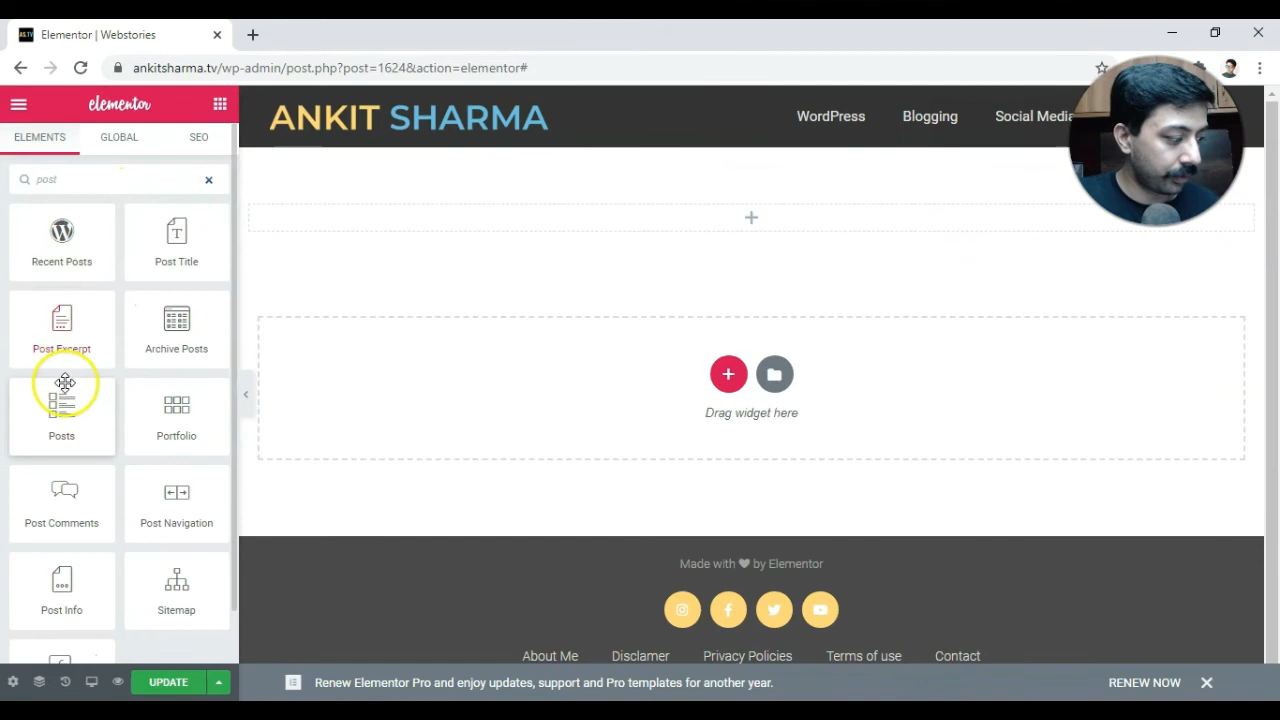 AS.TV
Elementor | Webstories
ankitsharma.tv/wp-admin/post.php?post=1624&action=elementor#
elementor
ELEMENTS
GLOBAL
SEO
post
Recent Posts
Post Title
Post Excerpt
Archive Posts
Posts
Portfolio
Post Comments
Post Navigation
Post Info
Sitemap
UPDATE
ANKIT SHARMA
WordPress
Blogging
Social Media
Drag widget here
Made with ♥ by Elementor
About Me
Disclamer
Privacy Policies
Terms of use
Contact
Renew Elementor Pro and enjoy updates, support and Pro templates for another year.
RENEW NOW